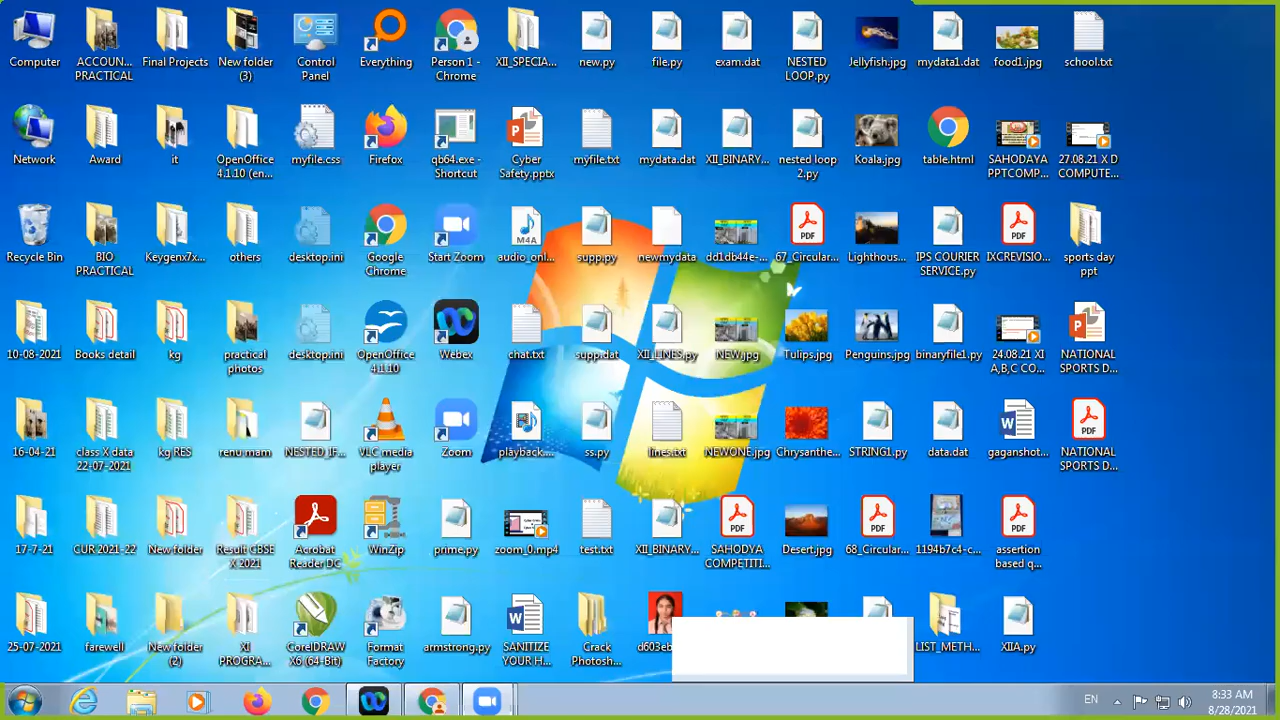 Computer
ACCOUN...
PRACTICAL
Final Projects
New folder
(3)
Control
Panel
Everything
Person 1 -
Chrome
XII_SPECIA...
new.py
file.py
exam.dat
NESTED
LOOP.py
Jellyfish.jpg
mydata1.dat
food1.jpg
school.txt
Network
Award
it
OpenOffice
4.1.10 (en...
myfile.css
Firefox
qb64.exe -
Shortcut
Cyber
Safety.pptx
myfile.txt
mydata.dat
XII_BINARY...
nested loop
2.py
Koala.jpg
table.html
SAHODAYA
PPTCOMP...
27.08.21 X D
COMPUTE...
Recycle Bin
BIO
PRACTICAL
Keygenx7x...
others
desktop.ini
Google
Chrome
Start Zoom
M4A
audio_onl...
supp.py
newmydata
dd1db44e-...
PDF
67_Circular...
Lighthous...
IPS COURIER
SERVICE.py
PDF
IXCREVISIO...
sports day
ppt
10-08-2021
Books detail
kg
practical
photos
desktop.ini
OpenOffice
4.1.10
Webex
chat.txt
supp.dat
XII_LINES.py
NEW.jpg
Tulips.jpg
Penguins.jpg
binaryfile1.py
24.08.21 XI
A,B,C CO...
NATIONAL
SPORTS D...
16-04-21
class X data
22-07-2021
kg RES
renu mam
NESTED_IF...
VLC media
player
Zoom
playback....
ss.py
lines.txt
NEWONE.jpg
Chrysanthe...
STRING1.py
data.dat
gaganshot...
PDF
NATIONAL
SPORTS D...
17-7-21
CUR 2021-22
New folder
Result CBSE
X 2021
Acrobat
Reader DC
WinZip
prime.py
zoom_0.mp4
test.txt
XII_BINARY...
PDF
SAHODYA
COMPETITI...
Desert.jpg
PDF
68_Circular...
1194b7c4-c...
PDF
assertion
based q...
25-07-2021
farewell
New folder
(2)
XI
PROGRA...
CorelDRAW
X6 (64-Bit)
Format
Factory
armstrong.py
SANITIZE
YOUR H...
Crack
Photosh...
d603eb
LIST_METH...
XIIA.py
EN
8:33 AM
8/28/2021